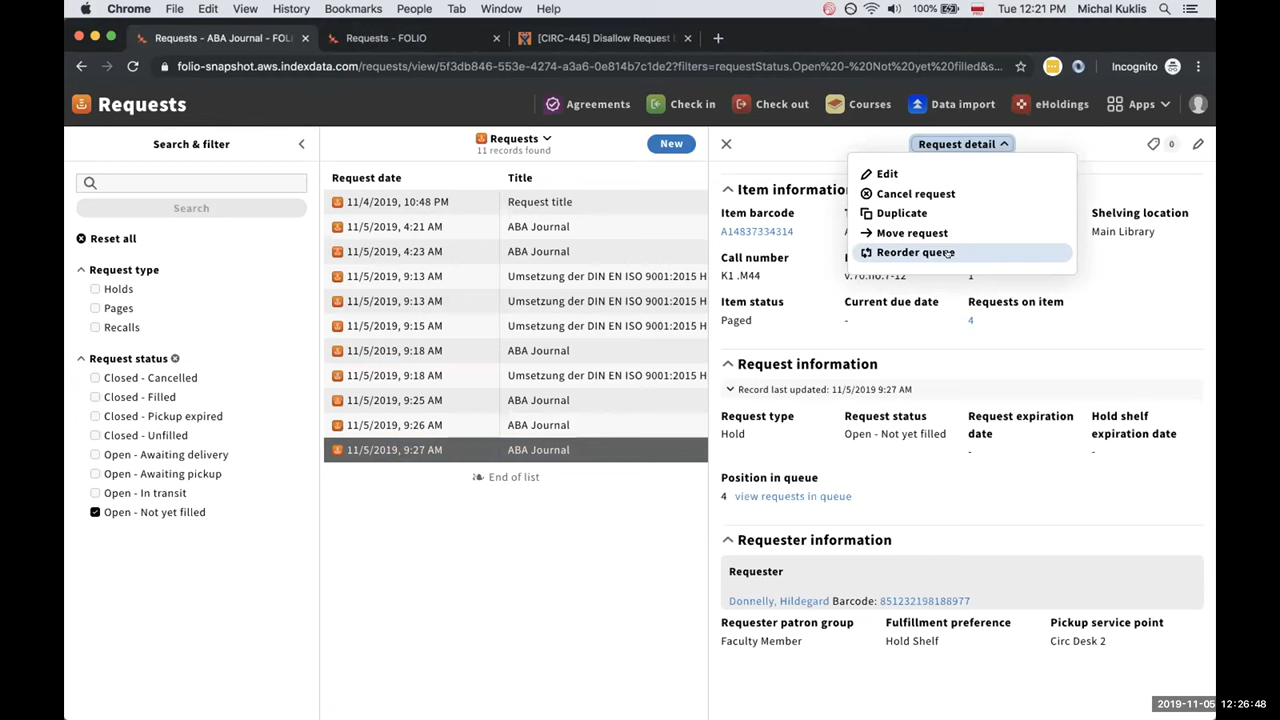 Chrome File Edit View History Bookmarks People Tab Window Help 100% Tue 12:21 PM Michal Kuklis
Requests - ABA Journal - FOLI Requests - FOLIO [CIRC-445] Disallow Request
folio-snapshot.aws.indexdata.com/requests/view/5f3db846-553e-4274-a3a6-0e814b7c1de2?filters=requestStatus.Open%20-%20Not%20yet%20filled&s... Incognito
Requests Agreements Check in Check out Courses Data import eHoldings Apps
Search & filter
Search
Reset all
Request type
Holds
Pages
Recalls
Request status
Closed - Cancelled
Closed - Filled
Closed - Pickup expired
Closed - Unfilled
Open - Awaiting delivery
Open - Awaiting pickup
Open - In transit
Open - Not yet filled
Requests
11 records found
New
Request date Title
11/4/2019, 10:48 PM Request title
11/5/2019, 4:21 AM ABA Journal
11/5/2019, 4:23 AM ABA Journal
11/5/2019, 9:13 AM Umsetzung der DIN EN ISO 9001:2015 H
11/5/2019, 9:13 AM Umsetzung der DIN EN ISO 9001:2015 H
11/5/2019, 9:15 AM Umsetzung der DIN EN ISO 9001:2015 H
11/5/2019, 9:18 AM ABA Journal
11/5/2019, 9:18 AM Umsetzung der DIN EN ISO 9001:2015 H
11/5/2019, 9:25 AM ABA Journal
11/5/2019, 9:26 AM ABA Journal
11/5/2019, 9:27 AM ABA Journal
End of list
Request detail 0
Edit
Cancel request
Duplicate
Move request
Reorder queue
Item information
Item barcode Shelving location
A14837334314 Main Library
Call number
K1 .M44 v.70:no.7-12 1
Item status Current due date Requests on item
Paged - 4
Request information
Record last updated: 11/5/2019 9:27 AM
Request type Request status Request expiration date Hold shelf expiration date
Hold Open - Not yet filled - -
Position in queue
4 view requests in queue
Requester information
Requester
Donnelly, Hildegard Barcode: 851232198188977
Requester patron group Fulfillment preference Pickup service point
Faculty Member Hold Shelf Circ Desk 2
2019-11-05 12:26:48